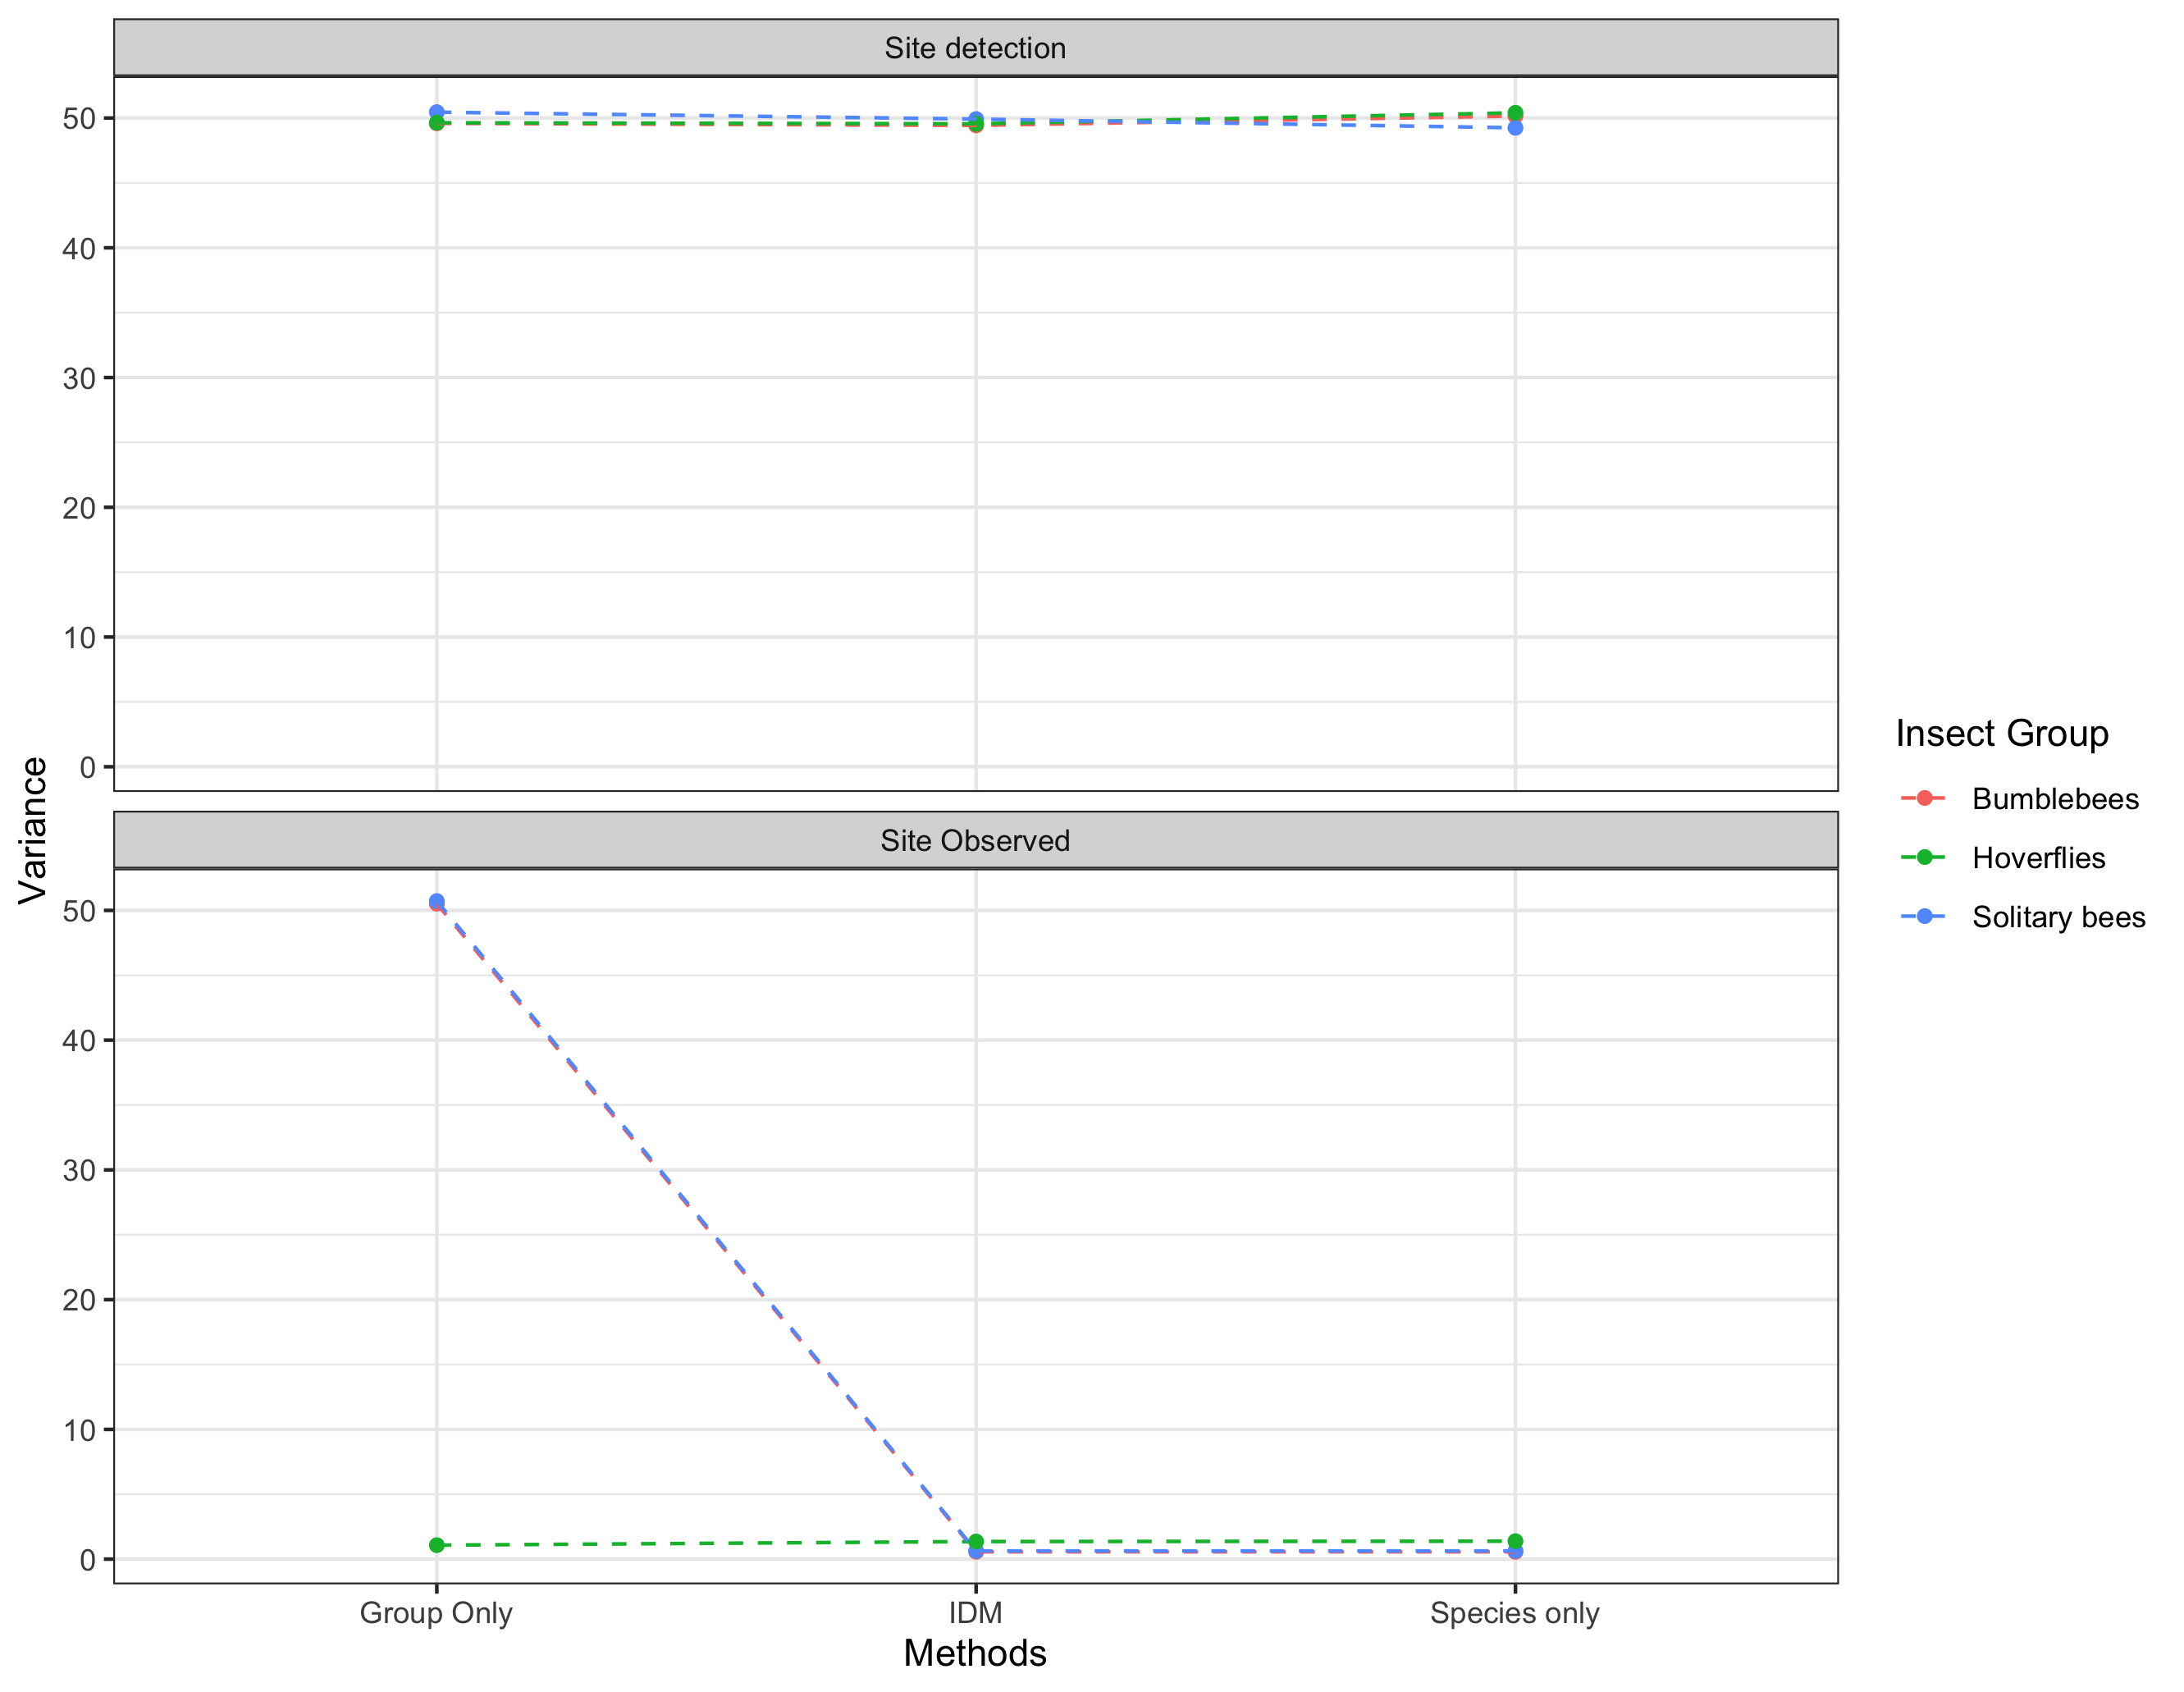 Site detection
50
40
30
20
10
0
Site Observed
50
40
30
20
10
0
Group Only
IDM
Species only
Methods
Variance
Insect Group
Bumblebees
Hoverflies
Solitary bees